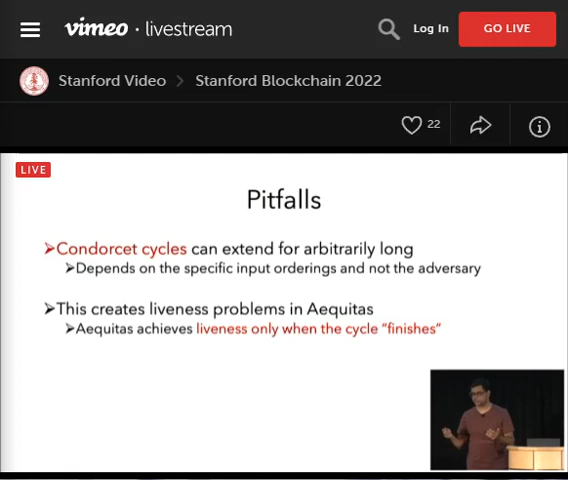 vimeo · livestream
Log In
GO LIVE
Stanford Video > Stanford Blockchain 2022
22
LIVE
Pitfalls
➢Condorcet cycles can extend for arbitrarily long
➢Depends on the specific input orderings and not the adversary
➢This creates liveness problems in Aequitas
➢Aequitas achieves liveness only when the cycle “finishes”